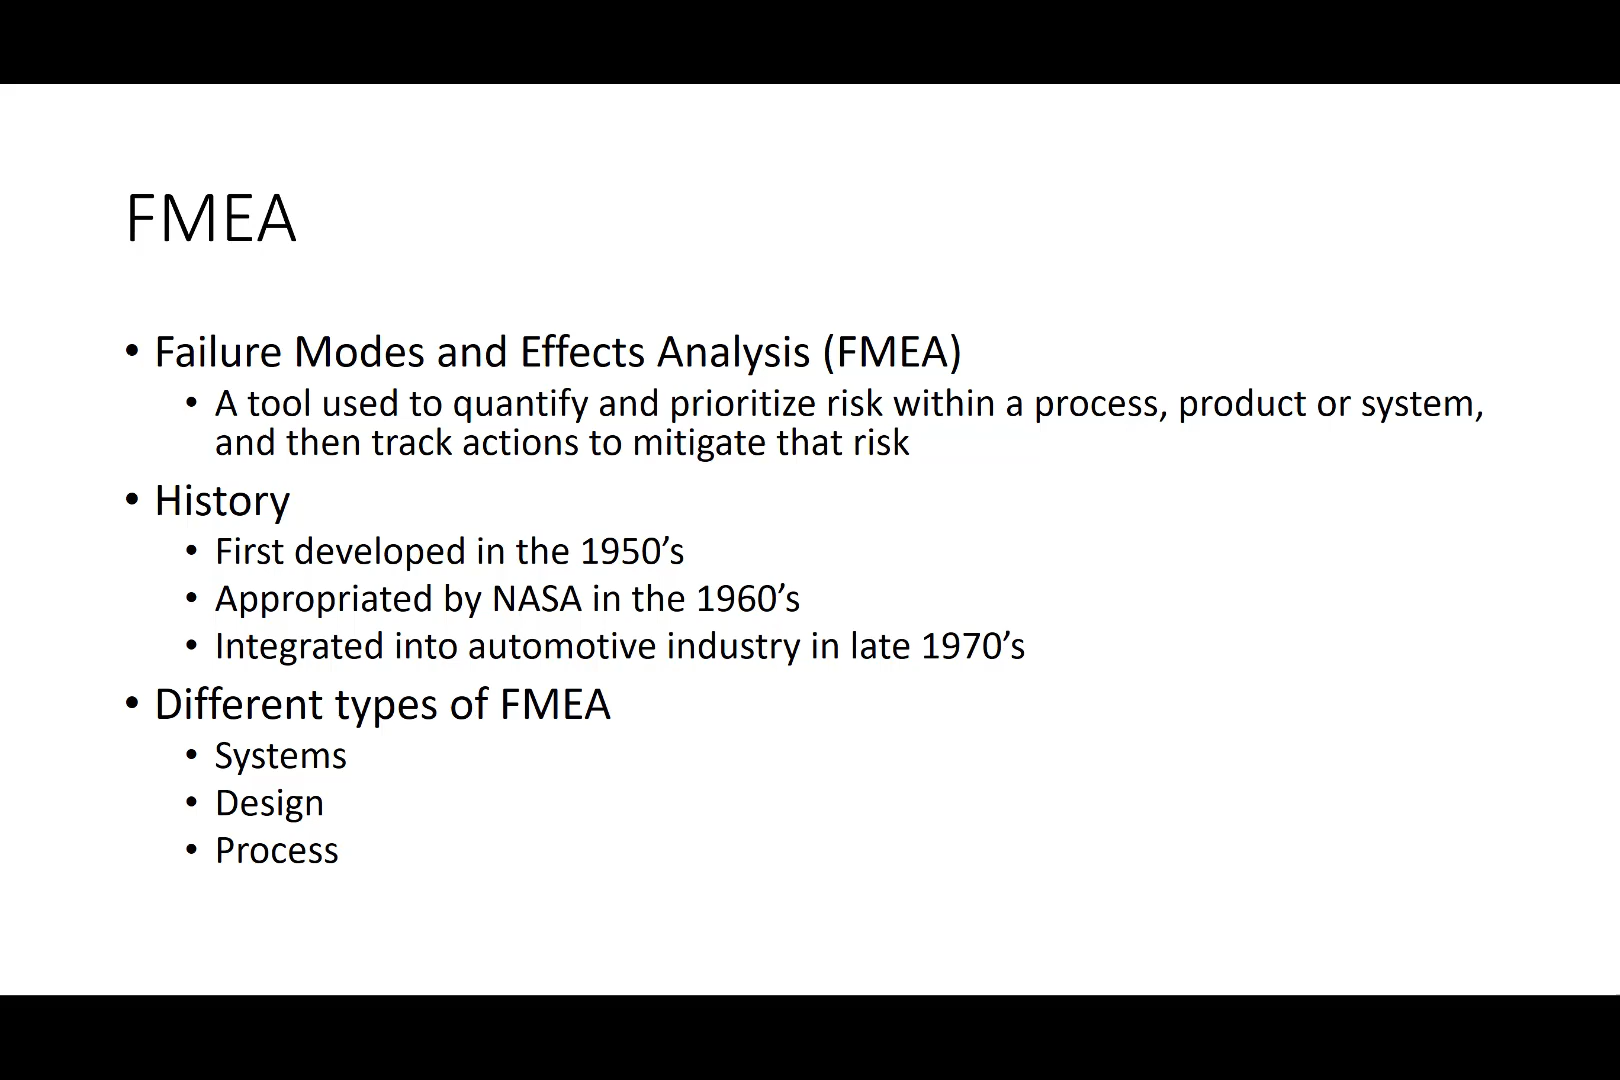 FMEA
• Failure Modes and Effects Analysis (FMEA)
• A tool used to quantify and prioritize risk within a process, product or system,
and then track actions to mitigate that risk
• History
• First developed in the 1950’s
• Appropriated by NASA in the 1960’s
• Integrated into automotive industry in late 1970’s
• Different types of FMEA
• Systems
• Design
• Process